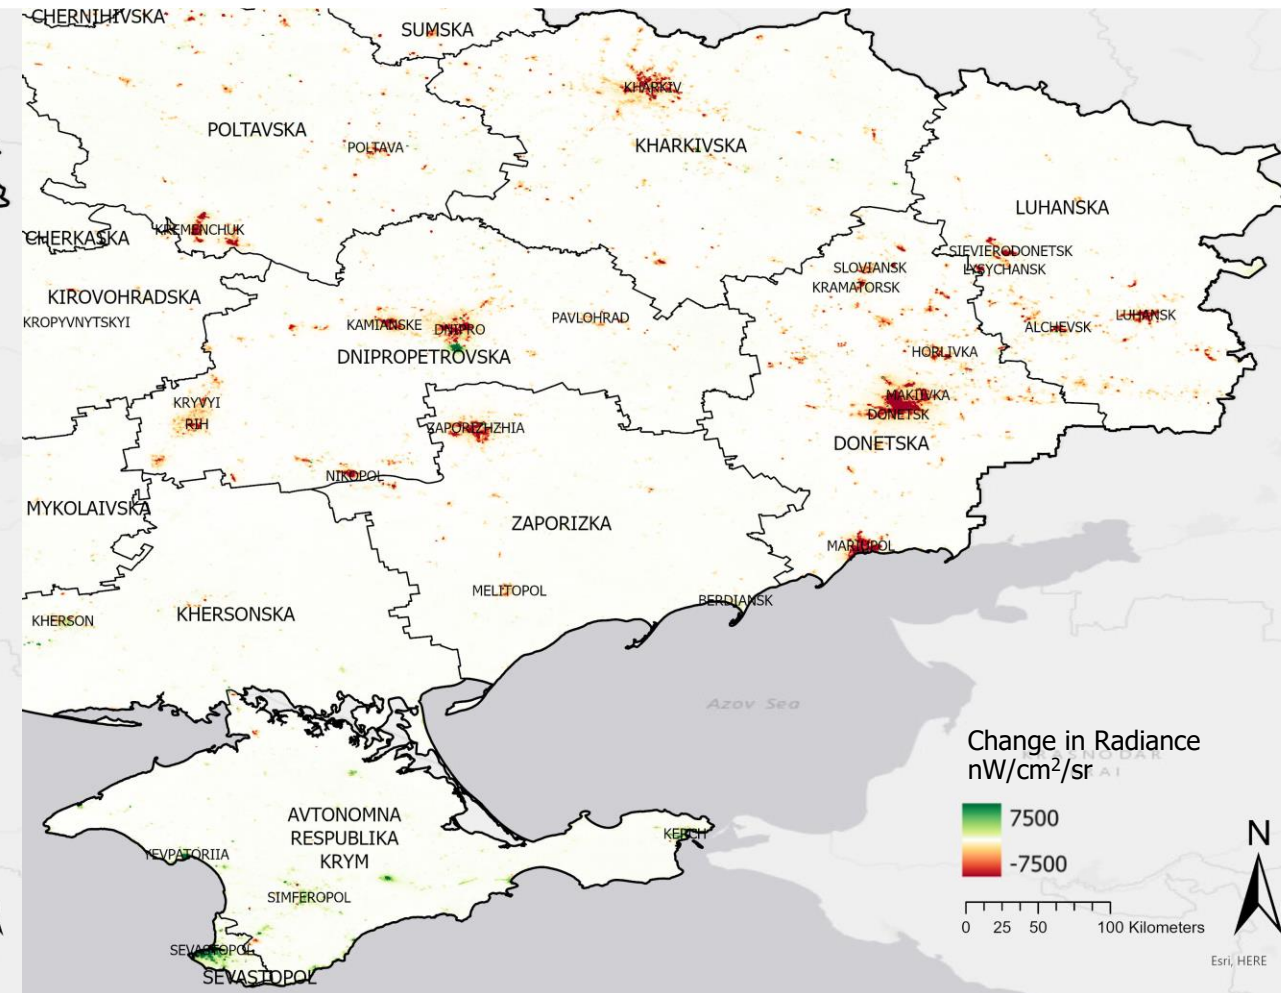 CHERNIHIVSKA
SUMSKA
KHARKIV
POLTAVSKA
POLTAVA
KHARKIVSKA
LUHANSKA
KREMENCHUK
CHERKASKA
SIEVIERODONETSK
LYSYCHANSK
SLOVIANSK
KRAMATORSK
KIROVOHRADSKA
KROPYVNYTSKYI
KAMIANSKE
DNIPRO
PAVLOHRAD
ALCHEVSK
LUHANSK
DNIPROPETROVSKA
HORLIVKA
KRYVYI
RIH
MAKIIVKA
DONETSK
ZAPORIZHZHIA
DONETSKA
NIKOPOL
MYKOLAIVSKA
ZAPORIZKA
MARIUPOL
MELITOPOL
BERDIANSK
KHERSON
KHERSONSKA
Azov Sea
Change in Radiance
nW/cm²/sr
KRASNODAR
7500
-7500
N
0 25 50 100 Kilometers
Esri, HERE
AVTONOMNA
RESPUBLIKA
KRYM
KERCH
YEVPATORIIA
SIMFEROPOL
SEVASTOPOL
SEVASTOPOL